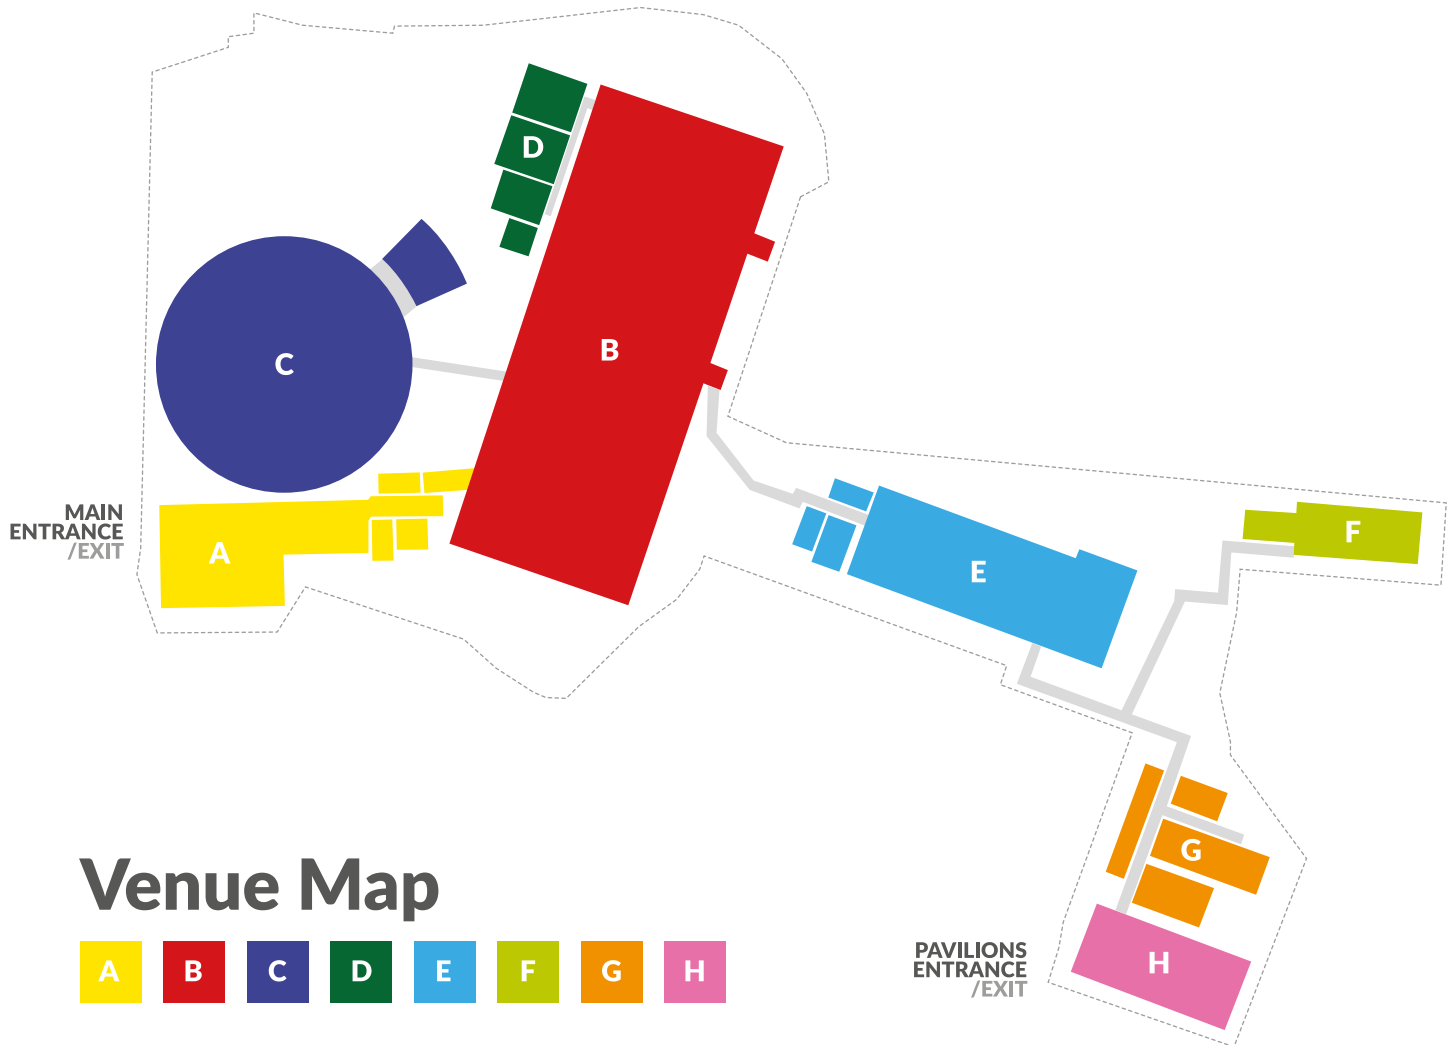 D
B
C
MAIN
ENTRANCE
/EXIT
A
F
E
G
PAVILIONS
ENTRANCE
/EXIT
H
Venue Map
A B C D E F G H